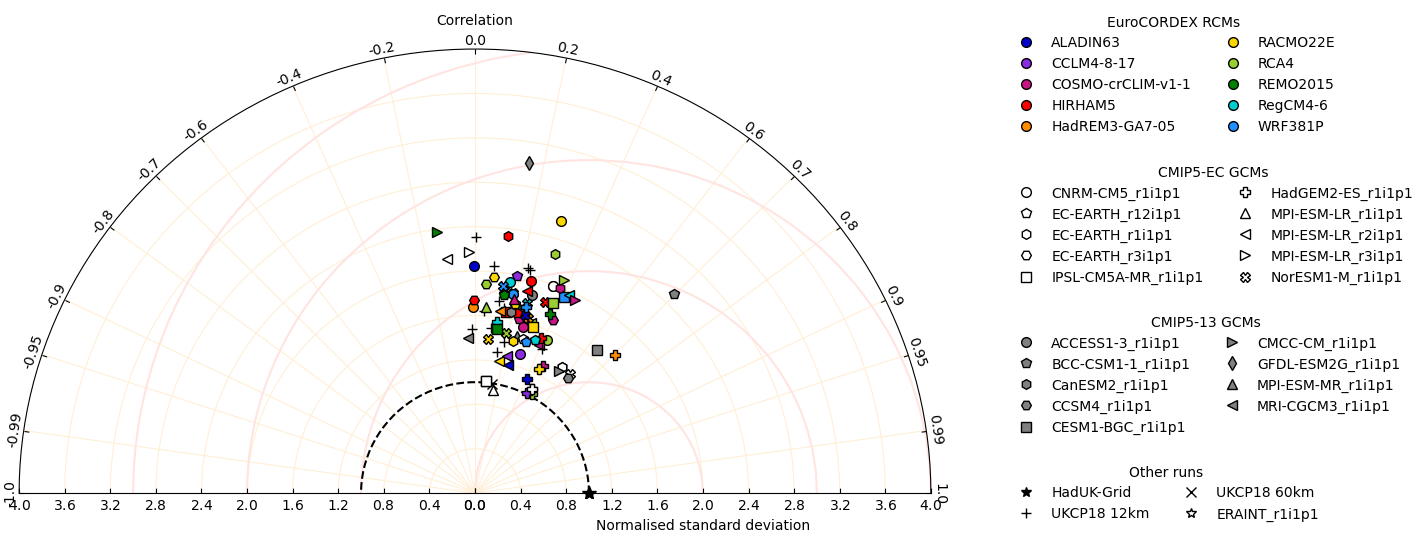 Correlation
-0.2 0.0 0.2
-0.4 0.4
-0.6 0.6
-0.7 0.7
-0.8 0.8
-0.9 0.9
-0.95 0.95
-0.99 0.99
-1.0 1.0
4.0 3.6 3.2 2.8 2.4 2.0 1.6 1.2 0.8 0.4 0.0 0.4 0.8 1.2 1.6 2.0 2.4 2.8 3.2 3.6 4.0
Normalised standard deviation
EuroCORDEX RCMs
ALADIN63 RACMO22E
CCLM4-8-17 RCA4
COSMO-crCLIM-v1-1 REMO2015
HIRHAM5 RegCM4-6
HadREM3-GA7-05 WRF381P
CMIP5-EC GCMs
CNRM-CM5_r1i1p1 HadGEM2-ES_r1i1p1
EC-EARTH_r12i1p1 MPI-ESM-LR_r1i1p1
EC-EARTH_r1i1p1 MPI-ESM-LR_r2i1p1
EC-EARTH_r3i1p1 MPI-ESM-LR_r3i1p1
IPSL-CM5A-MR_r1i1p1 NorESM1-M_r1i1p1
CMIP5-13 GCMs
ACCESS1-3_r1i1p1 CMCC-CM_r1i1p1
BCC-CSM1-1_r1i1p1 GFDL-ESM2G_r1i1p1
CanESM2_r1i1p1 MPI-ESM-MR_r1i1p1
CCSM4_r1i1p1 MRI-CGCM3_r1i1p1
CESM1-BGC_r1i1p1
Other runs
HadUK-Grid UKCP18 60km
UKCP18 12km ERAINT_r1i1p1